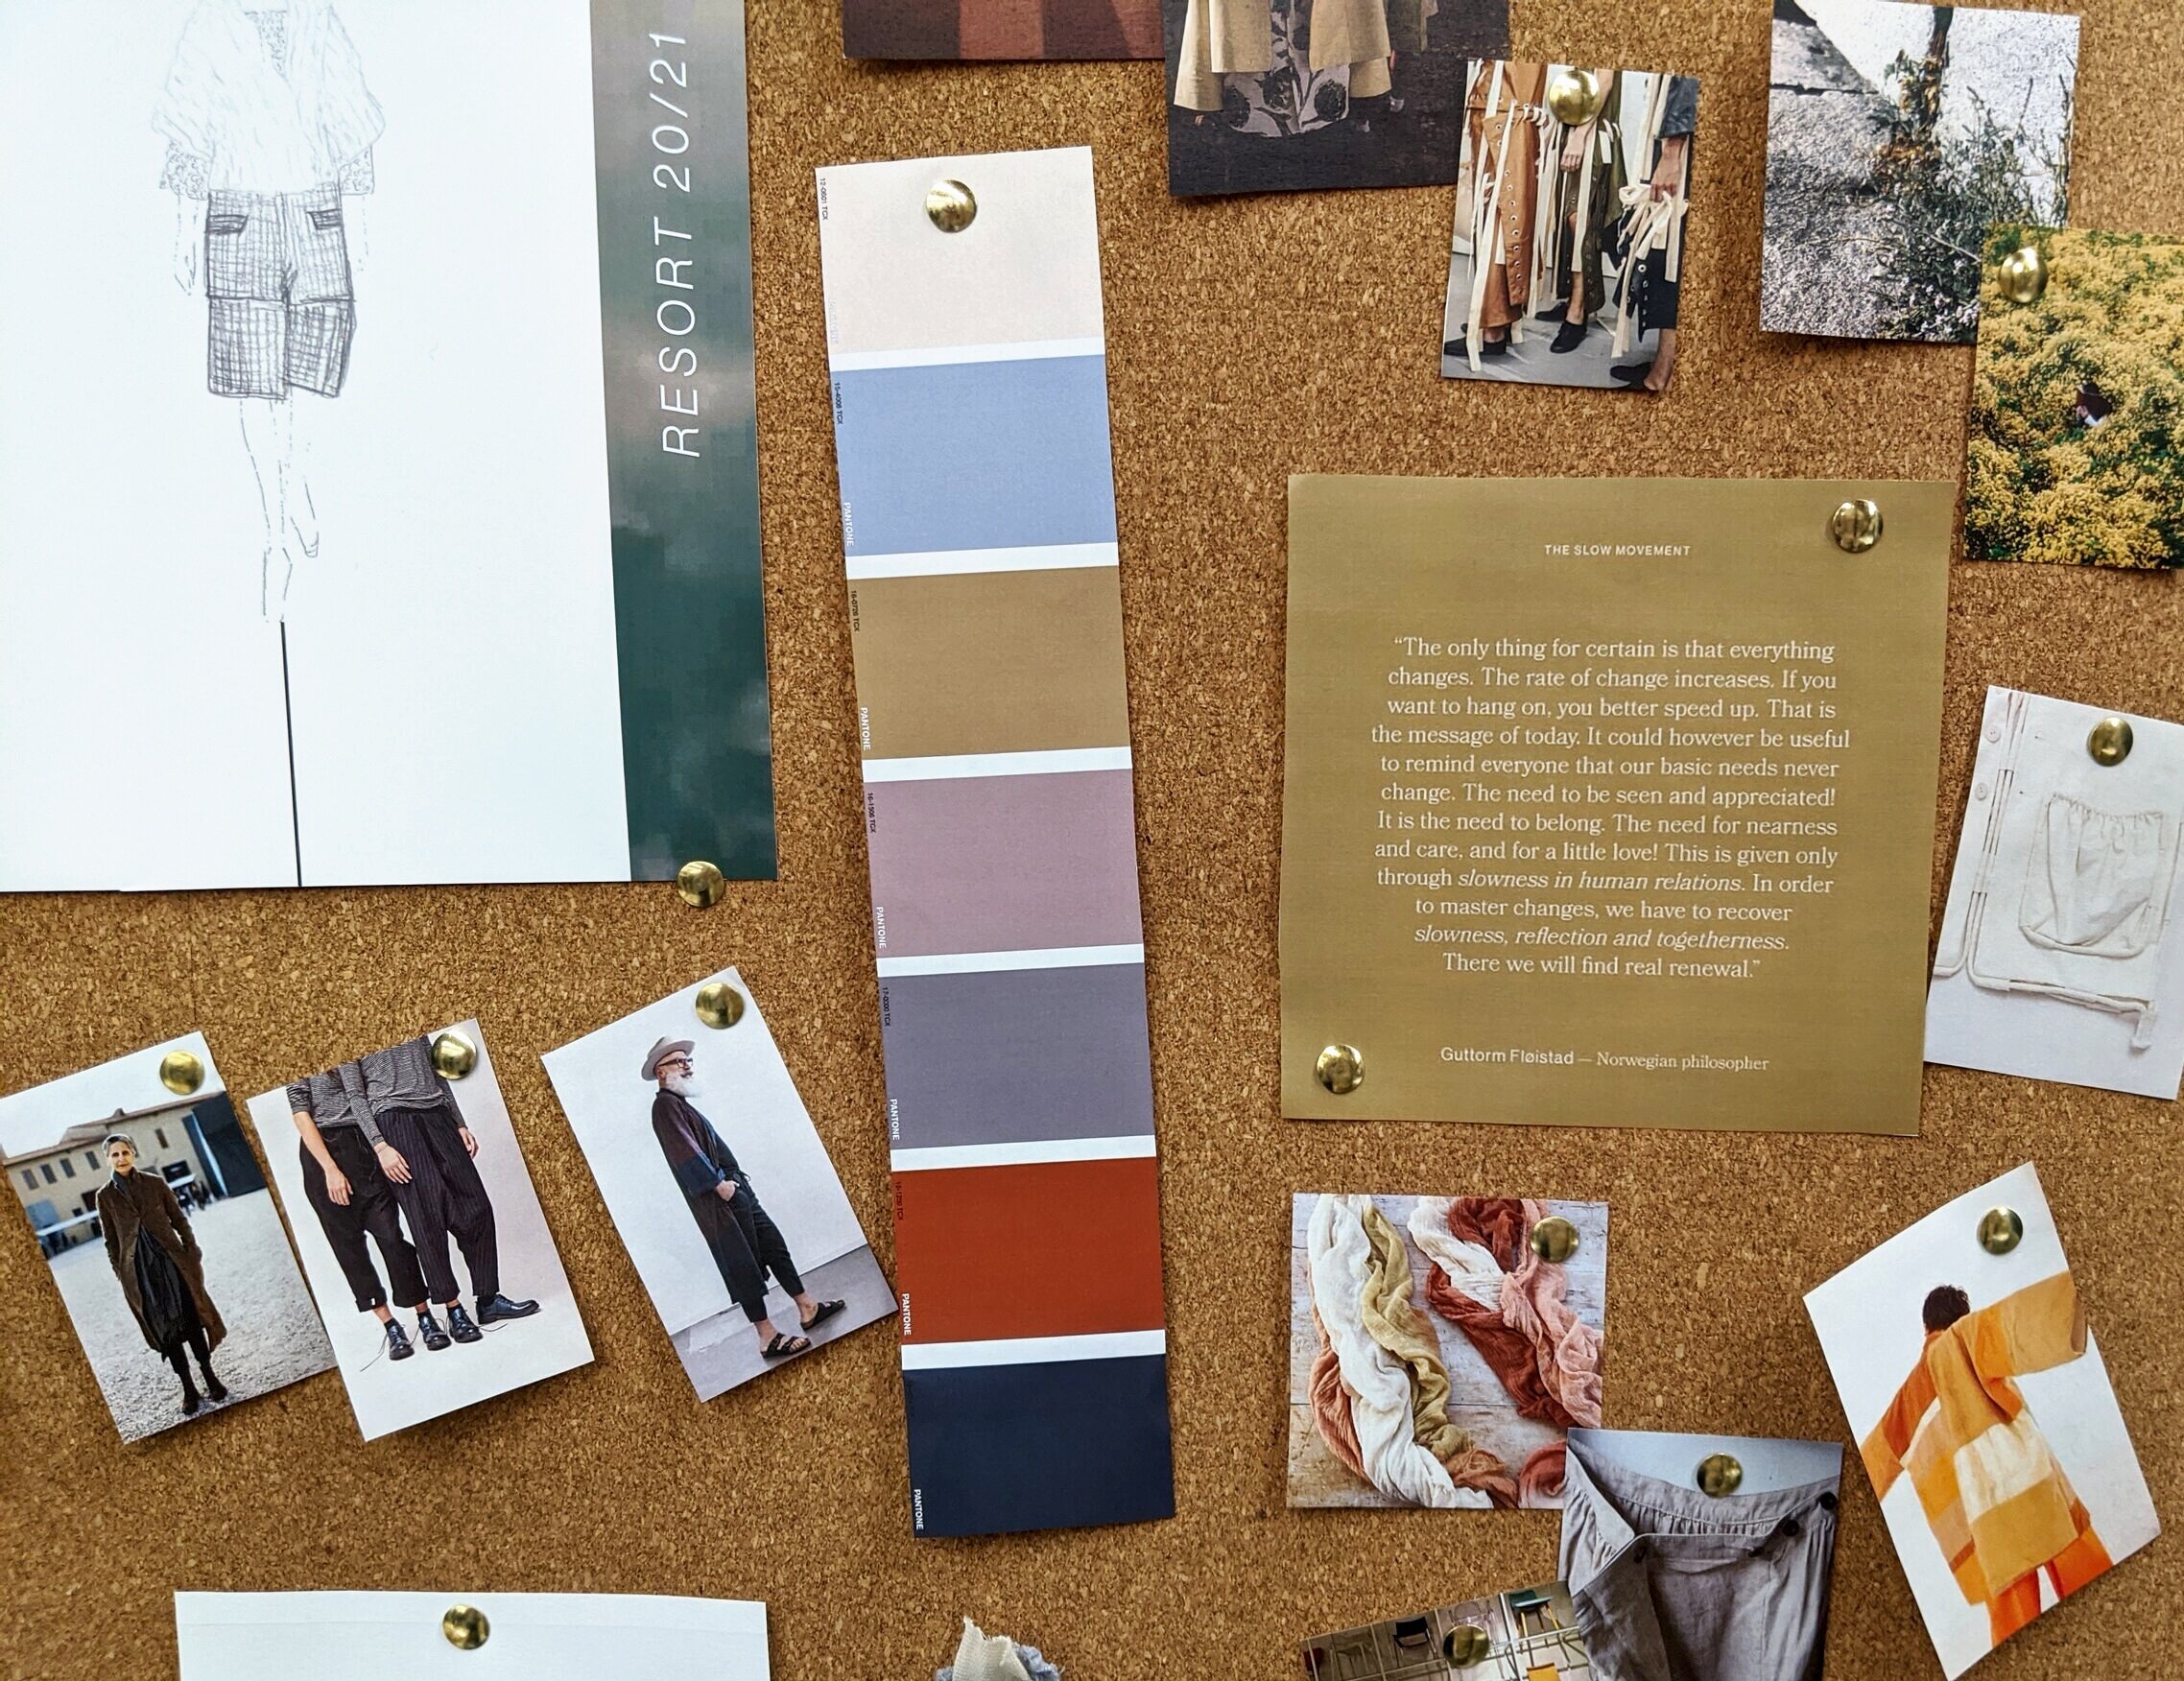 RESORT 20/21
PANTONE
PANTONE
PANTONE
PANTONE
PANTONE
PANTONE
THE SLOW MOVEMENT
“The only thing for certain is that everything
changes. The rate of change increases. If you
want to hang on, you better speed up. That is
the message of today. It could however be useful
to remind everyone that our basic needs never
change. The need to be seen and appreciated!
It is the need to belong. The need for nearness
and care, and for a little love! This is given only
through slowness in human relations. In order
to master changes, we have to recover
slowness, reflection and togetherness.
There we will find real renewal.”
Guttorm Fløistad — Norwegian philosopher